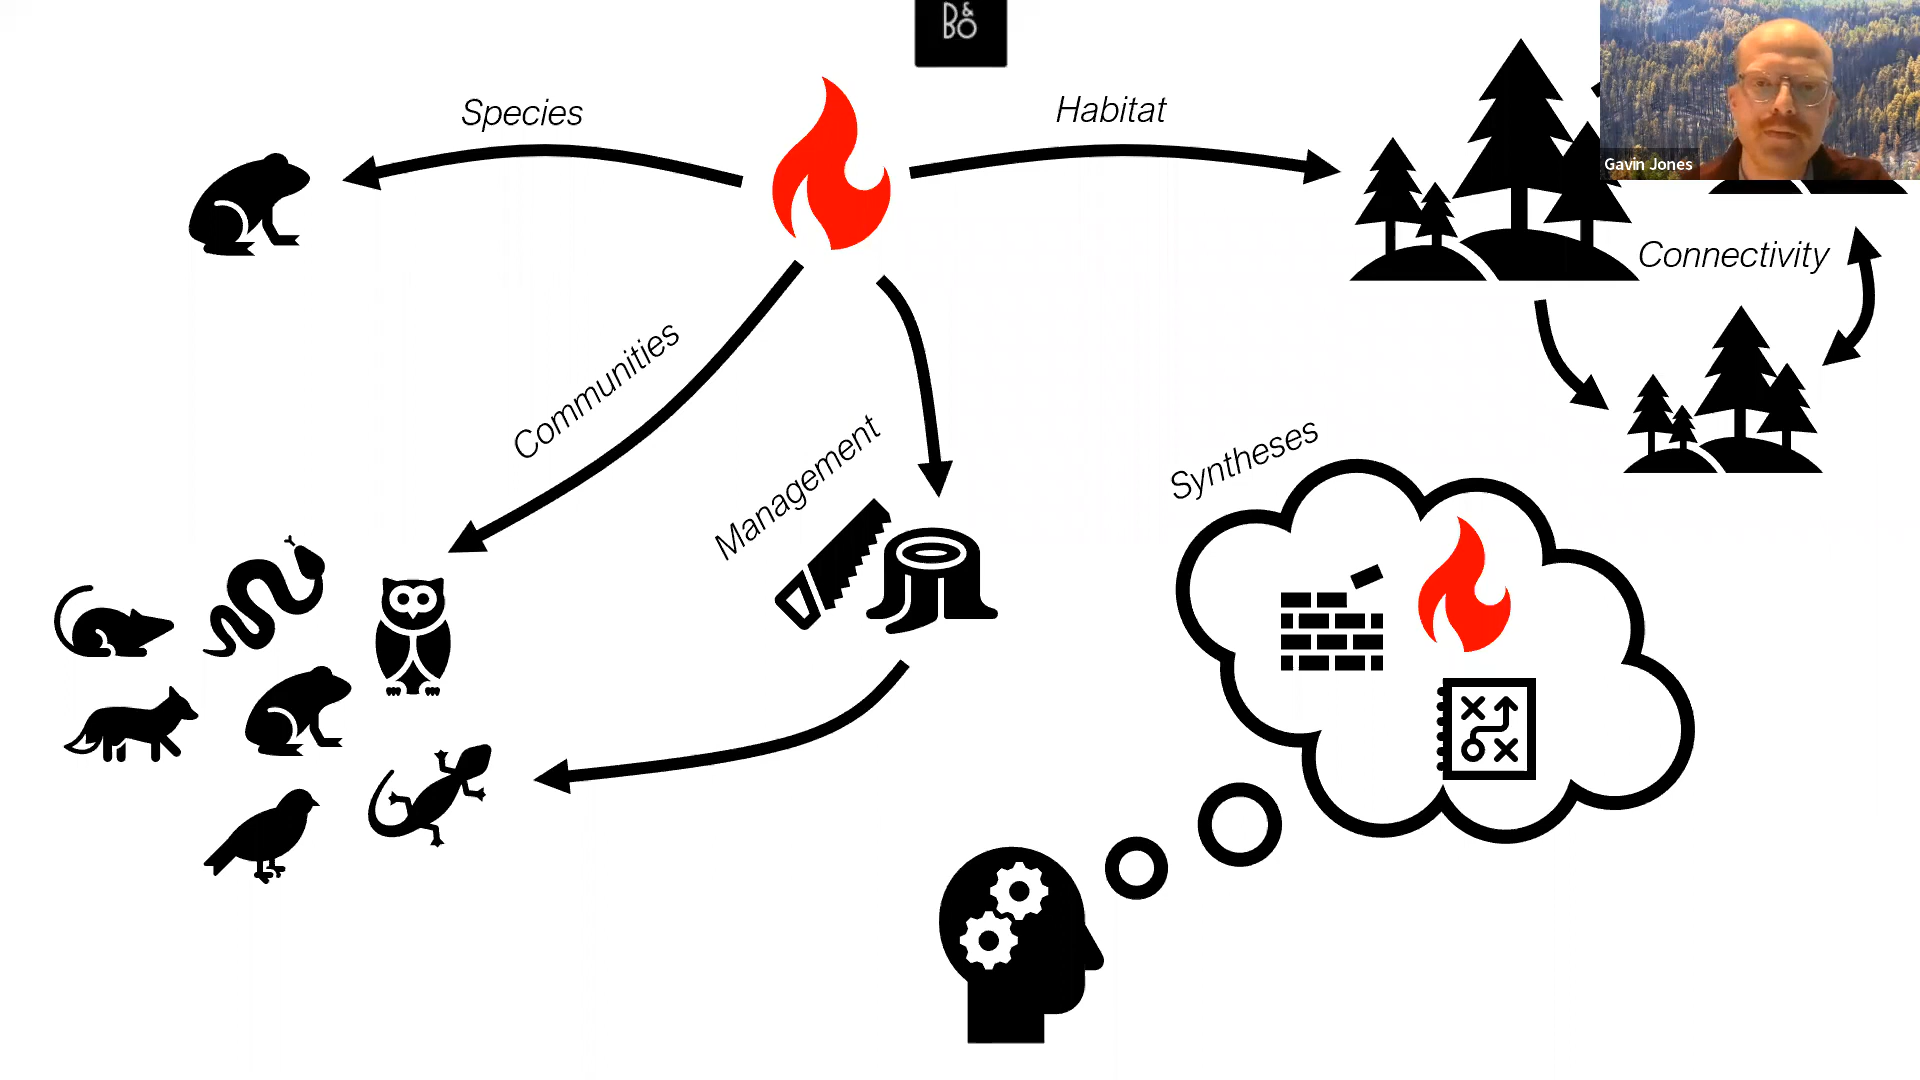 B&O
Species
Habitat
Gavin Jones
Connectivity
Communities
Management
Syntheses